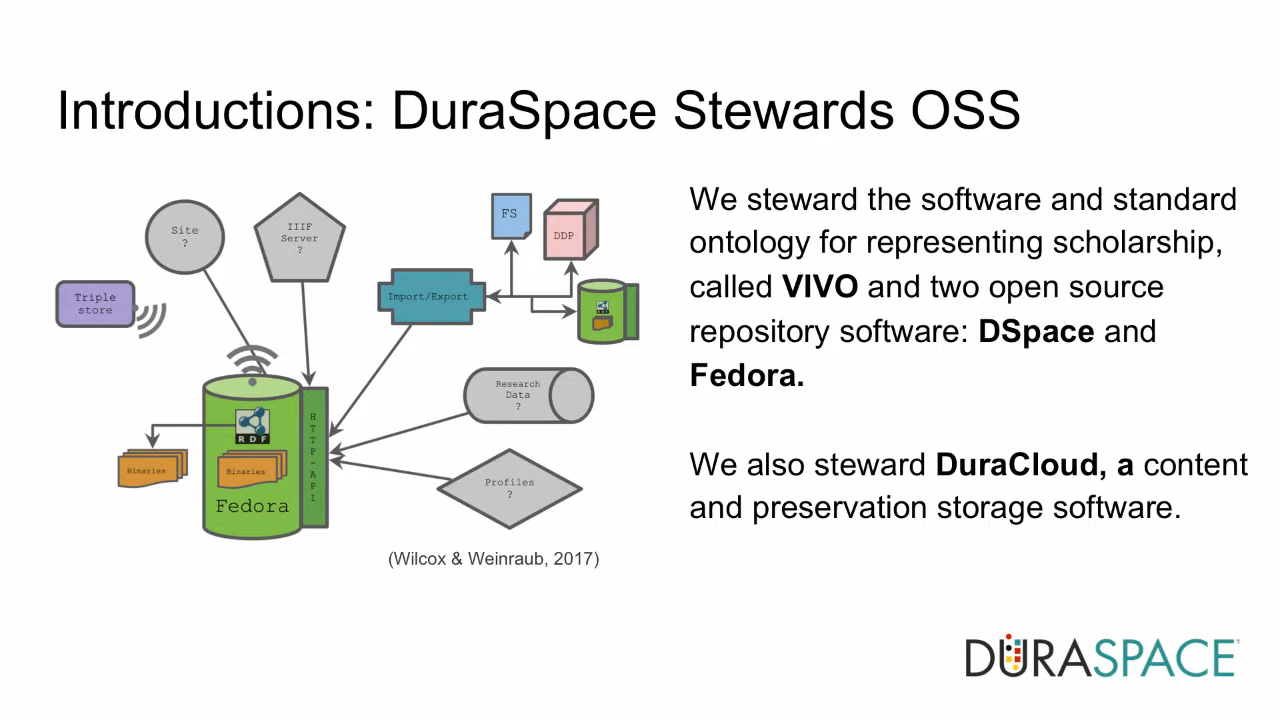 Introductions: DuraSpace Stewards OSS
Site
?
IIIF
Server
?
FS
DDP
Triple
store
Import/Export
RDF
Research
Data
?
HTTP-API
RDF
Binaries
Binaries
Profiles
?
Fedora
(Wilcox & Weinraub, 2017)
We steward the software and standard
ontology for representing scholarship,
called VIVO and two open source
repository software: DSpace and
Fedora.
We also steward DuraCloud, a content
and preservation storage software.
DURASPACE